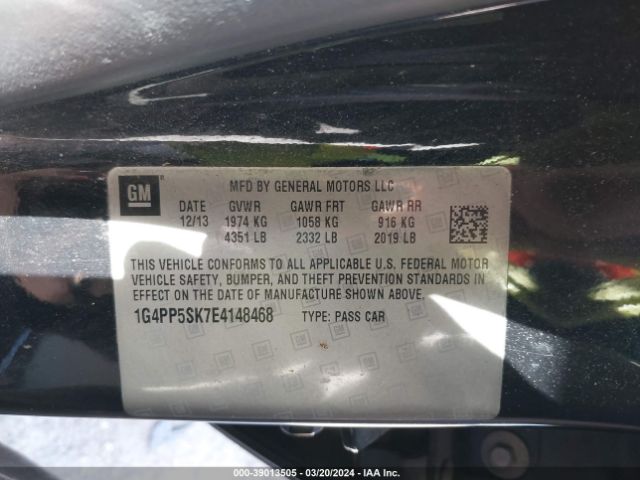 GM ®
MFD BY GENERAL MOTORS LLC
DATE GVWR GAWR FRT GAWR RR
12/13 1974 KG 1058 KG 916 KG
4351 LB 2332 LB 2019 LB
THIS VEHICLE CONFORMS TO ALL APPLICABLE U.S. FEDERAL MOTOR
VEHICLE SAFETY, BUMPER, AND THEFT PREVENTION STANDARDS IN
EFFECT ON THE DATE OF MANUFACTURE SHOWN ABOVE.
1G4PP5SK7E4148468 TYPE: PASS CAR
000-39013505 - 03/20/2024 - IAA Inc.